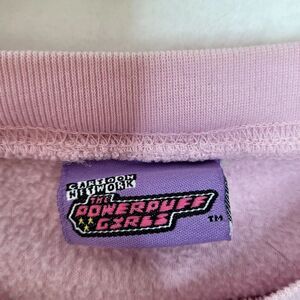 CARTOON
NETWORK
THE
POWERPUFF
GIRLS
TM